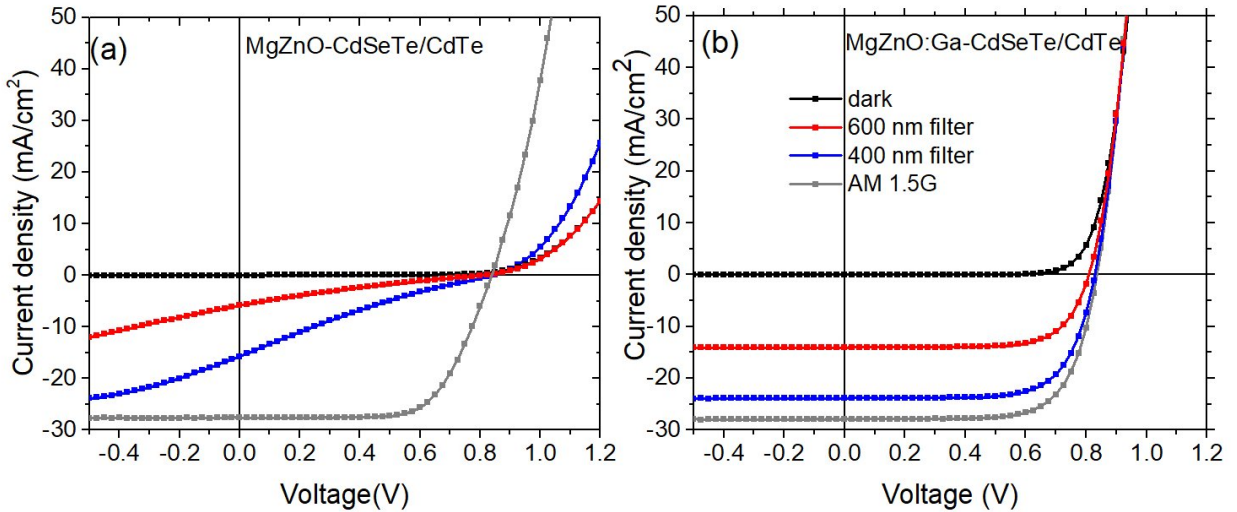 (a)
MgZnO-CdSeTe/CdTe
50
40
30
20
10
0
-10
-20
-30
Current density (mA/cm²)
-0.4 -0.2 0.0 0.2 0.4 0.6 0.8 1.0 1.2
Voltage(V)
(b)
MgZnO:Ga-CdSeTe/CdTe
dark
600 nm filter
400 nm filter
AM 1.5G
50
40
30
20
10
0
-10
-20
-30
Current density (mA/cm²)
-0.4 -0.2 0.0 0.2 0.4 0.6 0.8 1.0 1.2
Voltage (V)